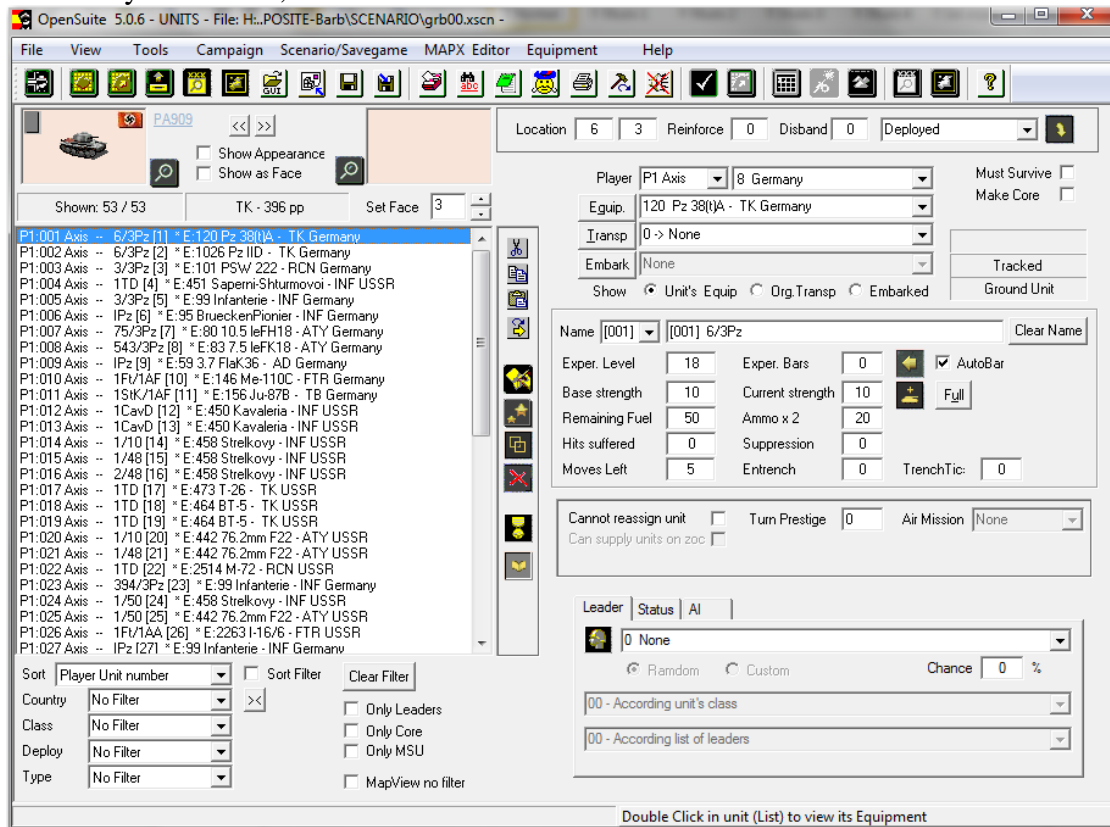 OpenSuite 5.0.6 - UNITS - File: H:..POSITE-Barb\SCENARIO\grb00.xscn -
File View Tools Campaign Scenario/Savegame MAPX Editor Equipment Help
PA909
<< >>
Show Appearance
Show as Face
Shown: 53 / 53 TK - 396 pp Set Face 3
Location 6 3 Reinforce 0 Disband 0 Deployed
Player P1 Axis 8 Germany
Must Survive
Make Core
Equip. 120 Pz 38(t)A - TK Germany
Transp 0 -> None
Embark None
Tracked
Show Unit's Equip Org.Transp Embarked
Ground Unit
P1:001 Axis -- 6/3Pz [1] * E:120 Pz 38(t)A - TK Germany
P1:002 Axis -- 6/3Pz [2] * E:1026 Pz IID - TK Germany
P1:003 Axis -- 3/3Pz [3] * E:101 PSW 222 - RCN Germany
P1:004 Axis -- 1TD [4] * E:451 Saperni-Shturmovoi - INF USSR
P1:005 Axis -- 3/3Pz [5] * E:99 Infanterie - INF Germany
P1:006 Axis -- IPz [6] * E:95 BrueckenPionier - INF Germany
P1:007 Axis -- 75/3Pz [7] * E:80 10.5 leFH18 - ATY Germany
P1:008 Axis -- 543/3Pz [8] * E:83 7.5 leFK18 - ATY Germany
P1:009 Axis -- IPz [9] * E:59 3.7 FlaK36 - AD Germany
P1:010 Axis -- 1Ft/1AF [10] * E:146 Me-110C - FTR Germany
P1:011 Axis -- 1StK/1AF [11] * E:156 Ju-87B - TB Germany
P1:012 Axis -- 1CavD [12] * E:450 Kavaleria - INF USSR
P1:013 Axis -- 1CavD [13] * E:450 Kavaleria - INF USSR
P1:014 Axis -- 1/10 [14] * E:458 Strelkovy - INF USSR
P1:015 Axis -- 1/48 [15] * E:458 Strelkovy - INF USSR
P1:016 Axis -- 2/48 [16] * E:458 Strelkovy - INF USSR
P1:017 Axis -- 1TD [17] * E:473 T-26 - TK USSR
P1:018 Axis -- 1TD [18] * E:464 BT-5 - TK USSR
P1:019 Axis -- 1TD [19] * E:464 BT-5 - TK USSR
P1:020 Axis -- 1/10 [20] * E:442 76.2mm F22 - ATY USSR
P1:021 Axis -- 1/48 [21] * E:442 76.2mm F22 - ATY USSR
P1:022 Axis -- 1TD [22] * E:2514 M-72 - RCN USSR
P1:023 Axis -- 394/3Pz [23] * E:99 Infanterie - INF Germany
P1:024 Axis -- 1/50 [24] * E:458 Strelkovy - INF USSR
P1:025 Axis -- 1/50 [25] * E:442 76.2mm F22 - ATY USSR
P1:026 Axis -- 1Ft/1AA [26] * E:2263 I-16/6 - FTR USSR
P1:027 Axis -- IPz [27] * E:99 Infanterie - INF Germany
Name [001] [001] 6/3Pz Clear Name
Exper. Level 18 Exper. Bars 0 AutoBar
Base strength 10 Current strength 10 Full
Remaining Fuel 50 Ammo x 2 20
Hits suffered 0 Suppression 0
Moves Left 5 Entrench 0 TrenchTic: 0
Cannot reassign unit Turn Prestige 0 Air Mission None
Can supply units on zoc
Leader Status AI
0 None
Ramdom Custom Chance 0 %
00 - According unit's class
00 - According list of leaders
Sort Player Unit number Sort Filter Clear Filter
Country No Filter ><
Only Leaders
Class No Filter
Only Core
Deploy No Filter
Only MSU
Type No Filter
MapView no filter
Double Click in unit (List) to view its Equipment